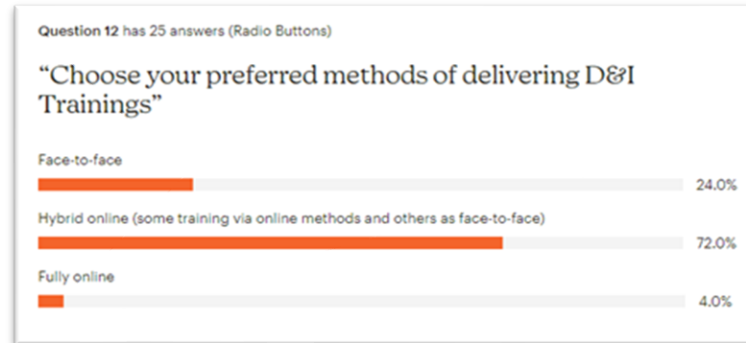 Question 12 has 25 answers (Radio Buttons)
“Choose your preferred methods of delivering D&I
Trainings”
Face-to-face
24.0%
Hybrid online (some training via online methods and others as face-to-face)
72.0%
Fully online
4.0%